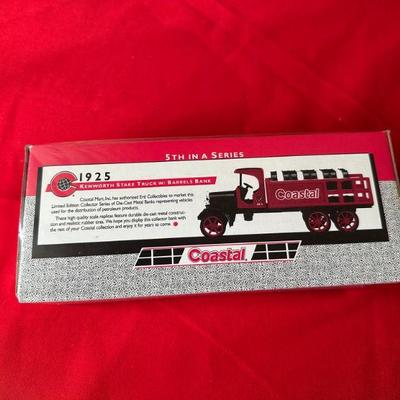 5TH IN A SERIES
1925
KENWORTH STAKE TRUCK W/ BARRELS BANK
Coastal Mart, Inc. has authorized Ertl Collectibles to market this
Limited Edition Collector Series of Die-Cast Metal Banks representing vehicles
used for the distribution of petroleum products.
These high quality scale replicas feature durable die-cast metal construc-
tion and realistic rubber tires. We hope you display this collector bank with
the rest of your Coastal collection and enjoy it for years to come.
Coastal
Coastal